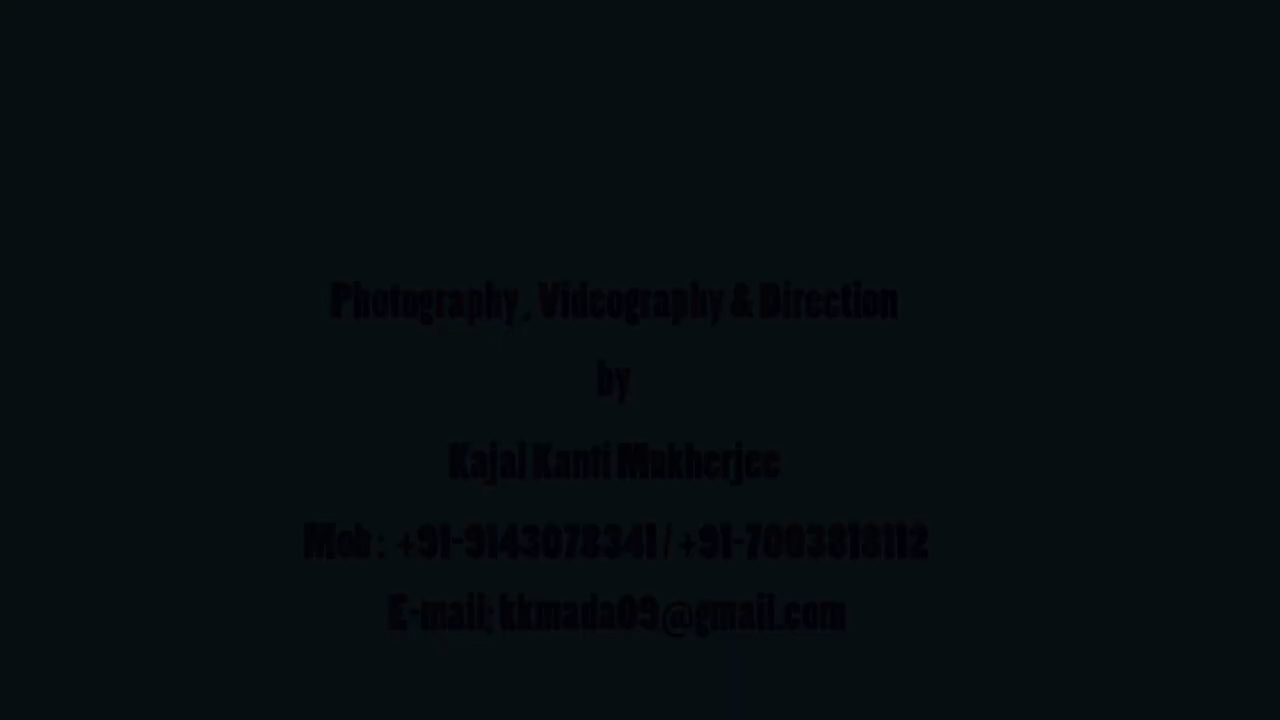 Photography, Videography & Direction
by
Kajal Kanti Mukherjee
Mob: +91-9143078341 / +91-7003818112
E-mail; kkmada09@gmail.com